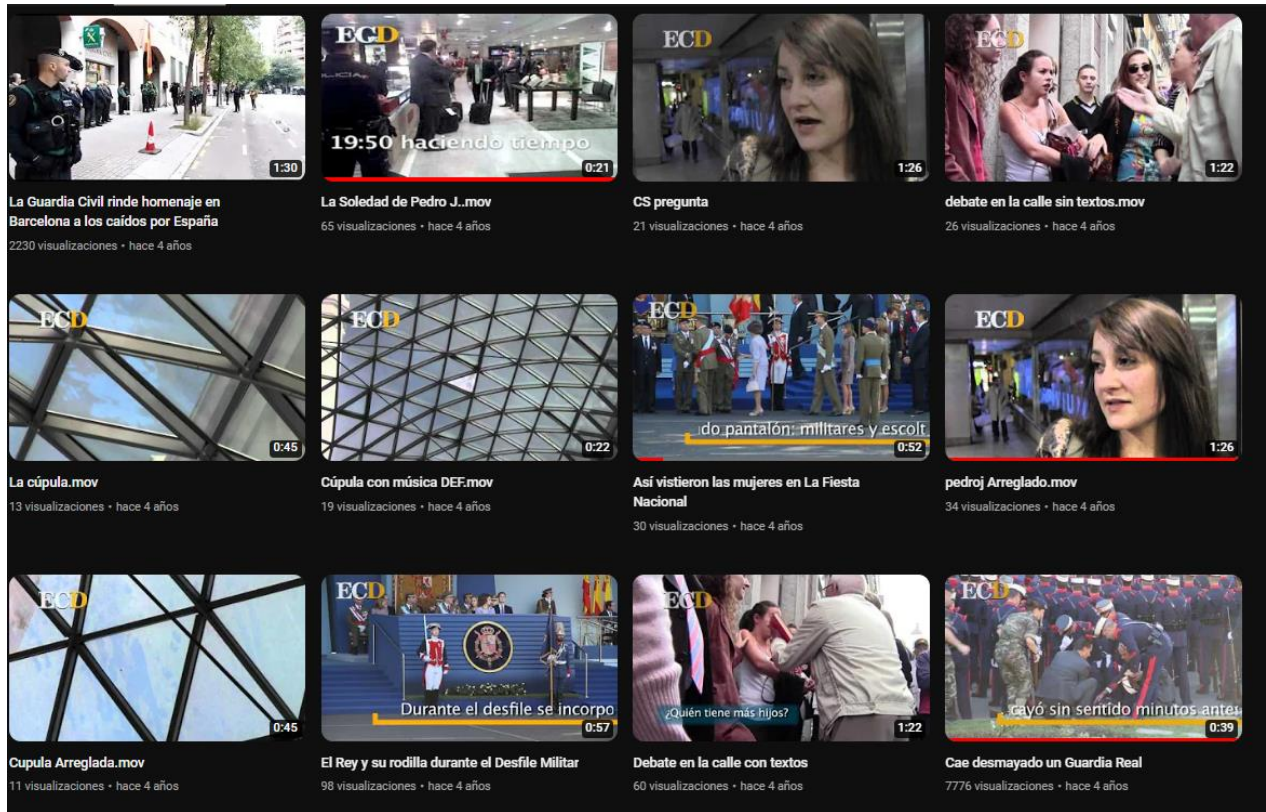 1:30
ECD
19:50 haciendo tiempo
0:21
ECD
1:26
ECD
1:22
La Guardia Civil rinde homenaje en
Barcelona a los caídos por España
2230 visualizaciones • hace 4 años
La Soledad de Pedro J..mov
65 visualizaciones • hace 4 años
CS pregunta
21 visualizaciones • hace 4 años
debate en la calle sin textos.mov
26 visualizaciones • hace 4 años
ECD
0:45
ECD
0:22
ECD
do pantalón: militares y escolt
0:52
ECD
1:26
La cúpula.mov
13 visualizaciones • hace 4 años
Cúpula con música DEF.mov
19 visualizaciones • hace 4 años
Así vistieron las mujeres en La Fiesta
Nacional
30 visualizaciones • hace 4 años
pedroj Arreglado.mov
34 visualizaciones • hace 4 años
ECD
0:45
ECD
Durante el desfile se incorpo
0:57
ECD
¿Quién tiene más hijos?
1:22
ECD
cayó sin sentido minutos antes
0:39
Cupula Arreglada.mov
11 visualizaciones • hace 4 años
El Rey y su rodilla durante el Desfile Militar
98 visualizaciones • hace 4 años
Debate en la calle con textos
60 visualizaciones • hace 4 años
Cae desmayado un Guardia Real
7776 visualizaciones • hace 4 años